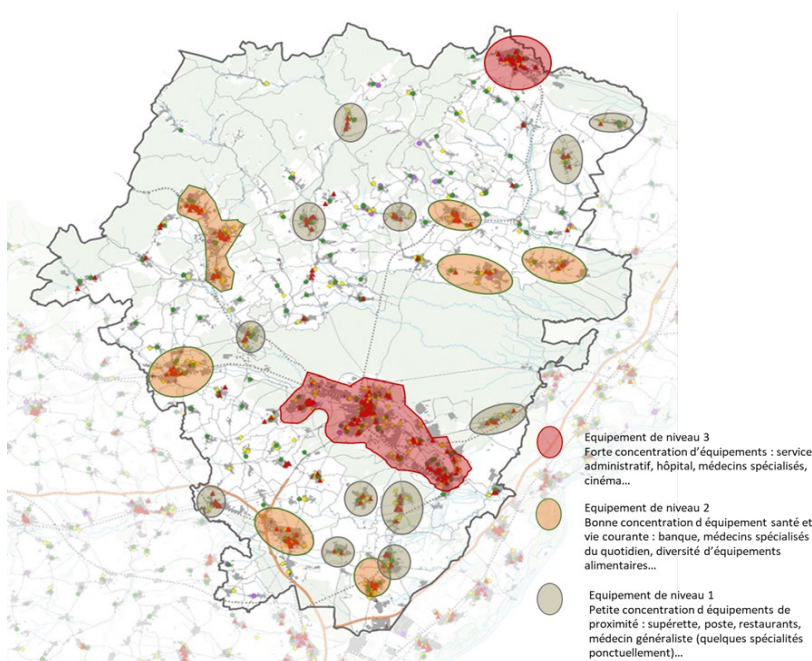 Equipement de niveau 3
Forte concentration d'équipements : service
administratif, hôpital, médecins spécialisés,
cinéma...
Equipement de niveau 2
Bonne concentration d équipement santé et
vie courante : banque, médecins spécialisés
du quotidien, diversité d'équipements
alimentaires...
Equipement de niveau 1
Petite concentration d équipements de
proximité : supérette, poste, restaurants,
médecin généraliste (quelques spécialités
ponctuellement)...